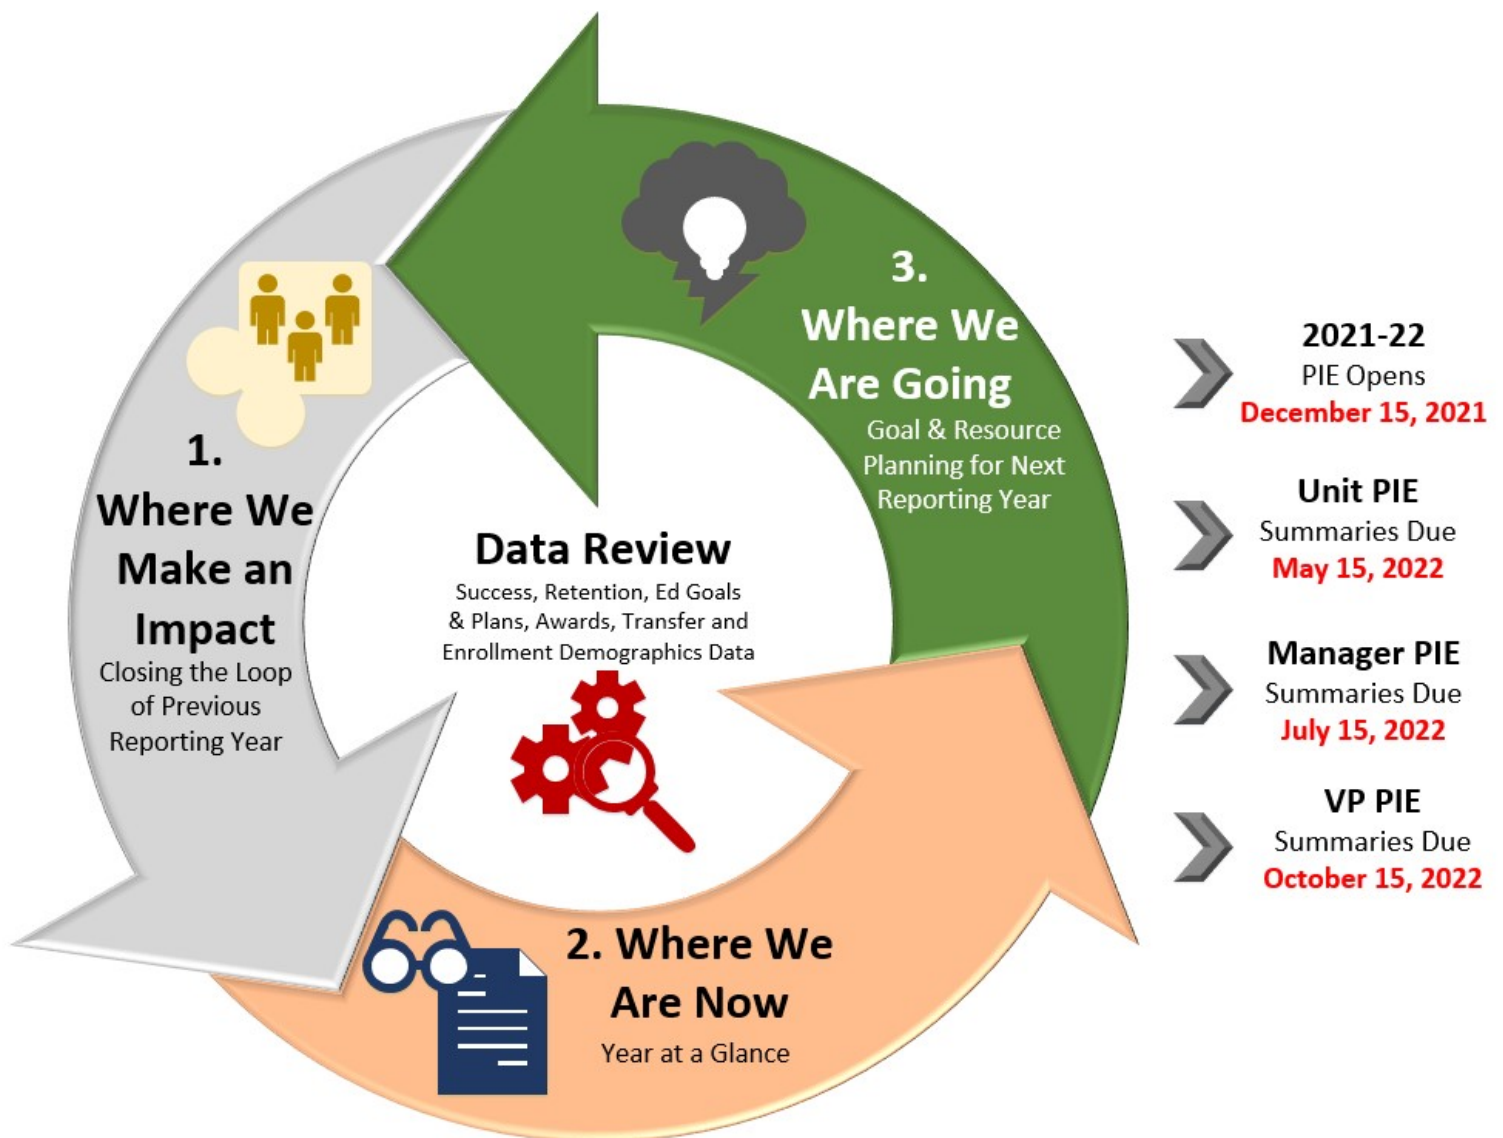 1.
Where We
Make an
Impact
Closing the Loop
of Previous
Reporting Year
2. Where We
Are Now
Year at a Glance
3.
Where We
Are Going
Goal & Resource
Planning for Next
Reporting Year
Data Review
Success, Retention, Ed Goals
& Plans, Awards, Transfer and
Enrollment Demographics Data
2021-22
PIE Opens
December 15, 2021
Unit PIE
Summaries Due
May 15, 2022
Manager PIE
Summaries Due
July 15, 2022
VP PIE
Summaries Due
October 15, 2022